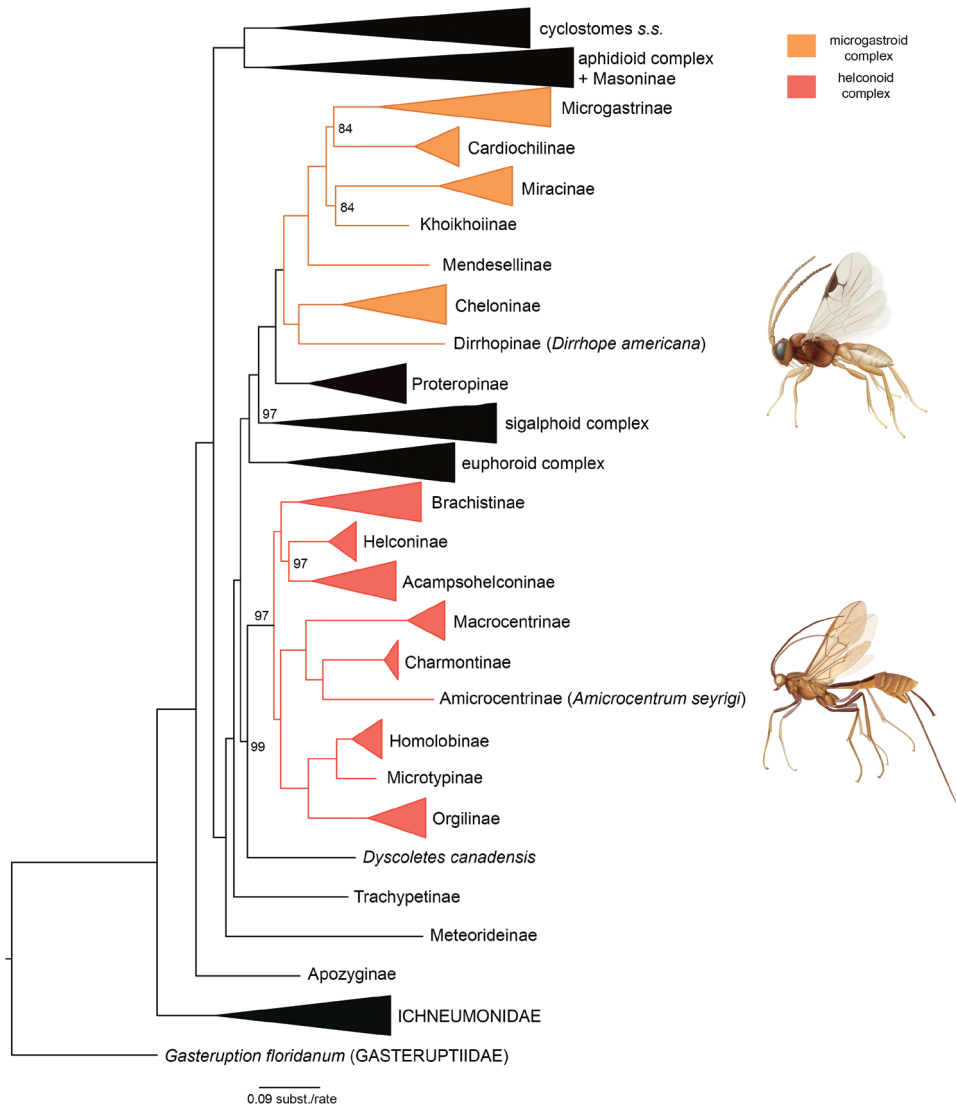 cyclostomes s.s.
aphidioid complex
+ Masoninae
microgastroid
complex
helconoid
complex
Microgastrinae
84
Cardiochilinae
Miracinae
84
Khoikhoiinae
Mendesellinae
Cheloninae
Dirrhopinae (Dirrhope americana)
Proteropinae
97
sigalphoid complex
euphoroid complex
Brachistinae
Helconinae
97
Acampsohelconinae
97
Macrocentrinae
Charmontinae
Amicrocentrinae (Amicrocentrum seyrigi)
99
Homolobinae
Microtypinae
Orgilinae
Dyscoletes canadensis
Trachypetinae
Meteorideinae
Apozyginae
ICHNEUMONIDAE
Gasteruption floridanum (GASTERUPTIIDAE)
0.09 subst./rate